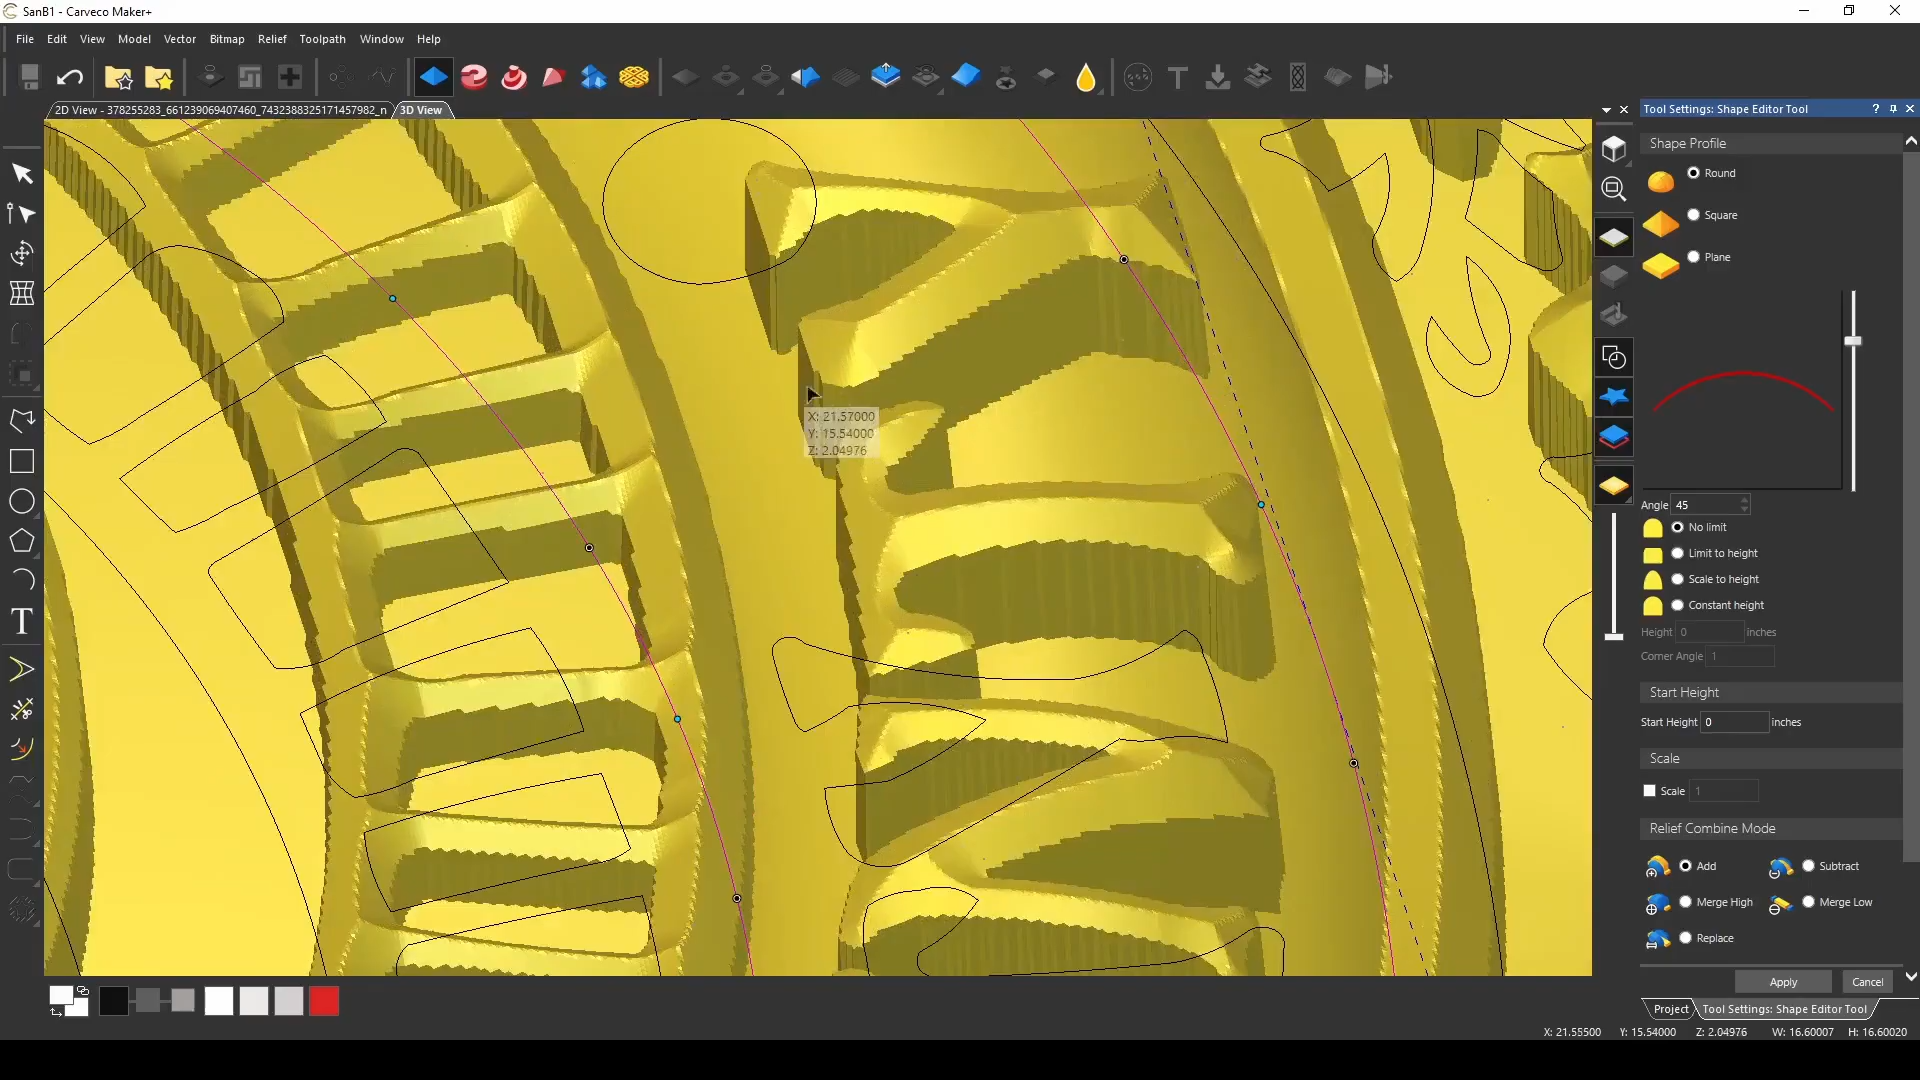 SanB1 - Carveco Maker+
File Edit View Model Vector Bitmap Relief Toolpath Window Help
2D View - 378255283_661239069407460_7432388325171457982_n 3D View
Tool Settings: Shape Editor Tool
Shape Profile
Round
Square
Plane
X: 21.57000
Y: 15.54000
Z: 2.04976
Angle 45
No limit
Limit to height
Scale to height
Constant height
Height 0 inches
Corner Angle 1
Start Height
Start Height 0 inches
Scale
Scale 1
Relief Combine Mode
Add Subtract
Merge High Merge Low
Replace
Apply Cancel
Project Tool Settings: Shape Editor Tool
X: 21.55500 Y: 15.54000 Z: 2.04976 W: 16.60007 H: 16.60020